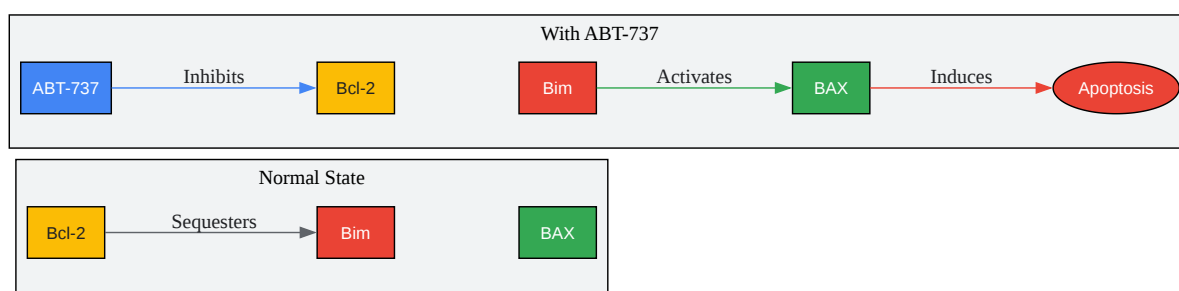 With ABT-737
ABT-737
Inhibits
Bcl-2
Bim
Activates
BAX
Induces
Apoptosis
Normal State
Bcl-2
Sequesters
Bim
BAX